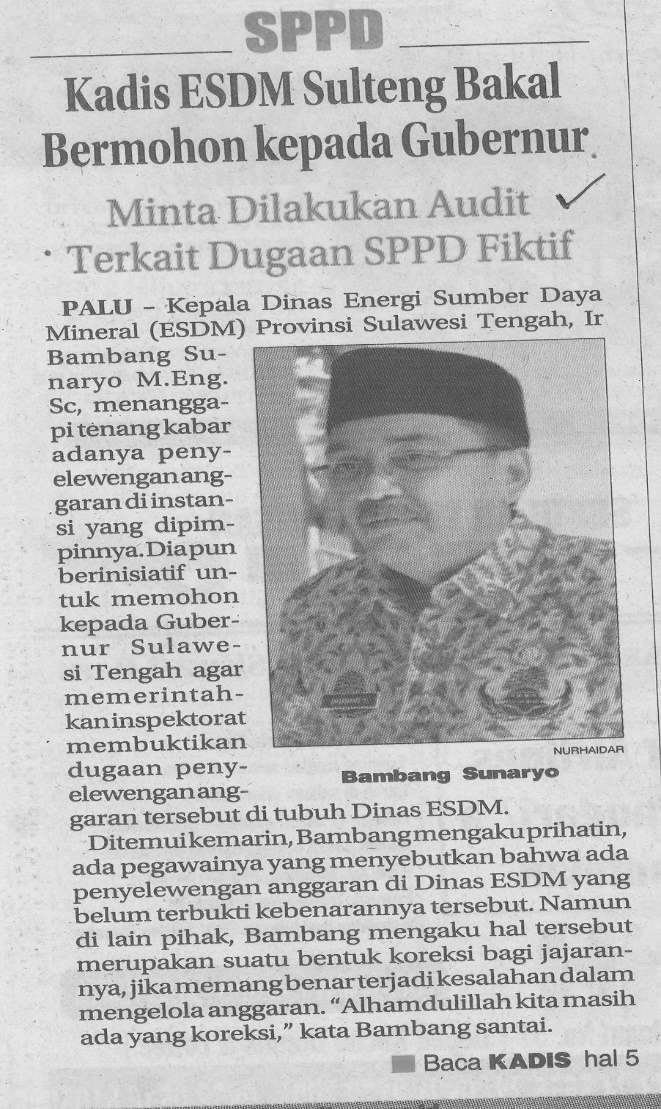 SPPD
Kadis ESDM Sulteng Bakal
Bermohon kepada Gubernur
Minta Dilakukan Audit
Terkait Dugaan SPPD Fiktif
PALU – Kepala Dinas Energi Sumber Daya
Mineral (ESDM) Provinsi Sulawesi Tengah, Ir
Bambang Su-
naryo M.Eng.
Sc, menangga-
pi tenang kabar
adanya peny-
elewengan ang-
garan di instan-
si yang dipim-
pinnya. Dia pun
berinisiatif un-
tuk memohon
kepada Guber-
nur Sulawe-
si Tengah agar
memerintah-
kan inspektorat
membuktikan
dugaan peny-
elewengan ang-
garan tersebut di tubuh Dinas ESDM.
NURHAIDAR
Bambang Sunaryo
Ditemui kemarin, Bambang mengaku prihatin,
ada pegawainya yang menyebutkan bahwa ada
penyelewengan anggaran di Dinas ESDM yang
belum terbukti kebenarannya tersebut. Namun
di lain pihak, Bambang mengaku hal tersebut
merupakan suatu bentuk koreksi bagi jajaran-
nya, jika memang benar terjadi kesalahan dalam
mengelola anggaran. “Alhamdulillah kita masih
ada yang koreksi,” kata Bambang santai.
Baca KADIS hal 5